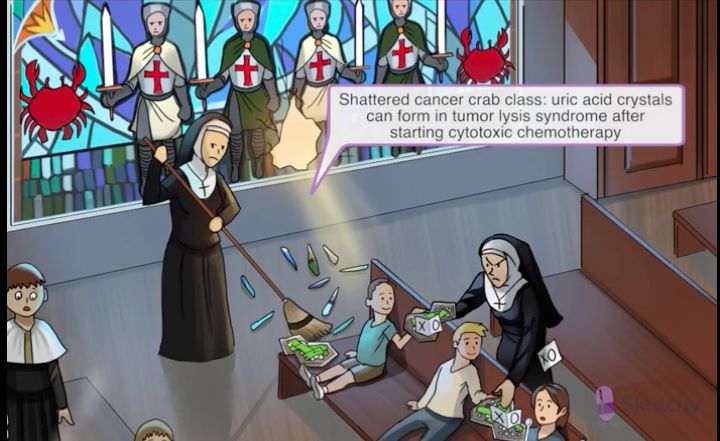 Shattered cancer crab class: uric acid crystals
can form in tumor lysis syndrome after
starting cytotoxic chemotherapy
XO
XO
XO
Sketchy